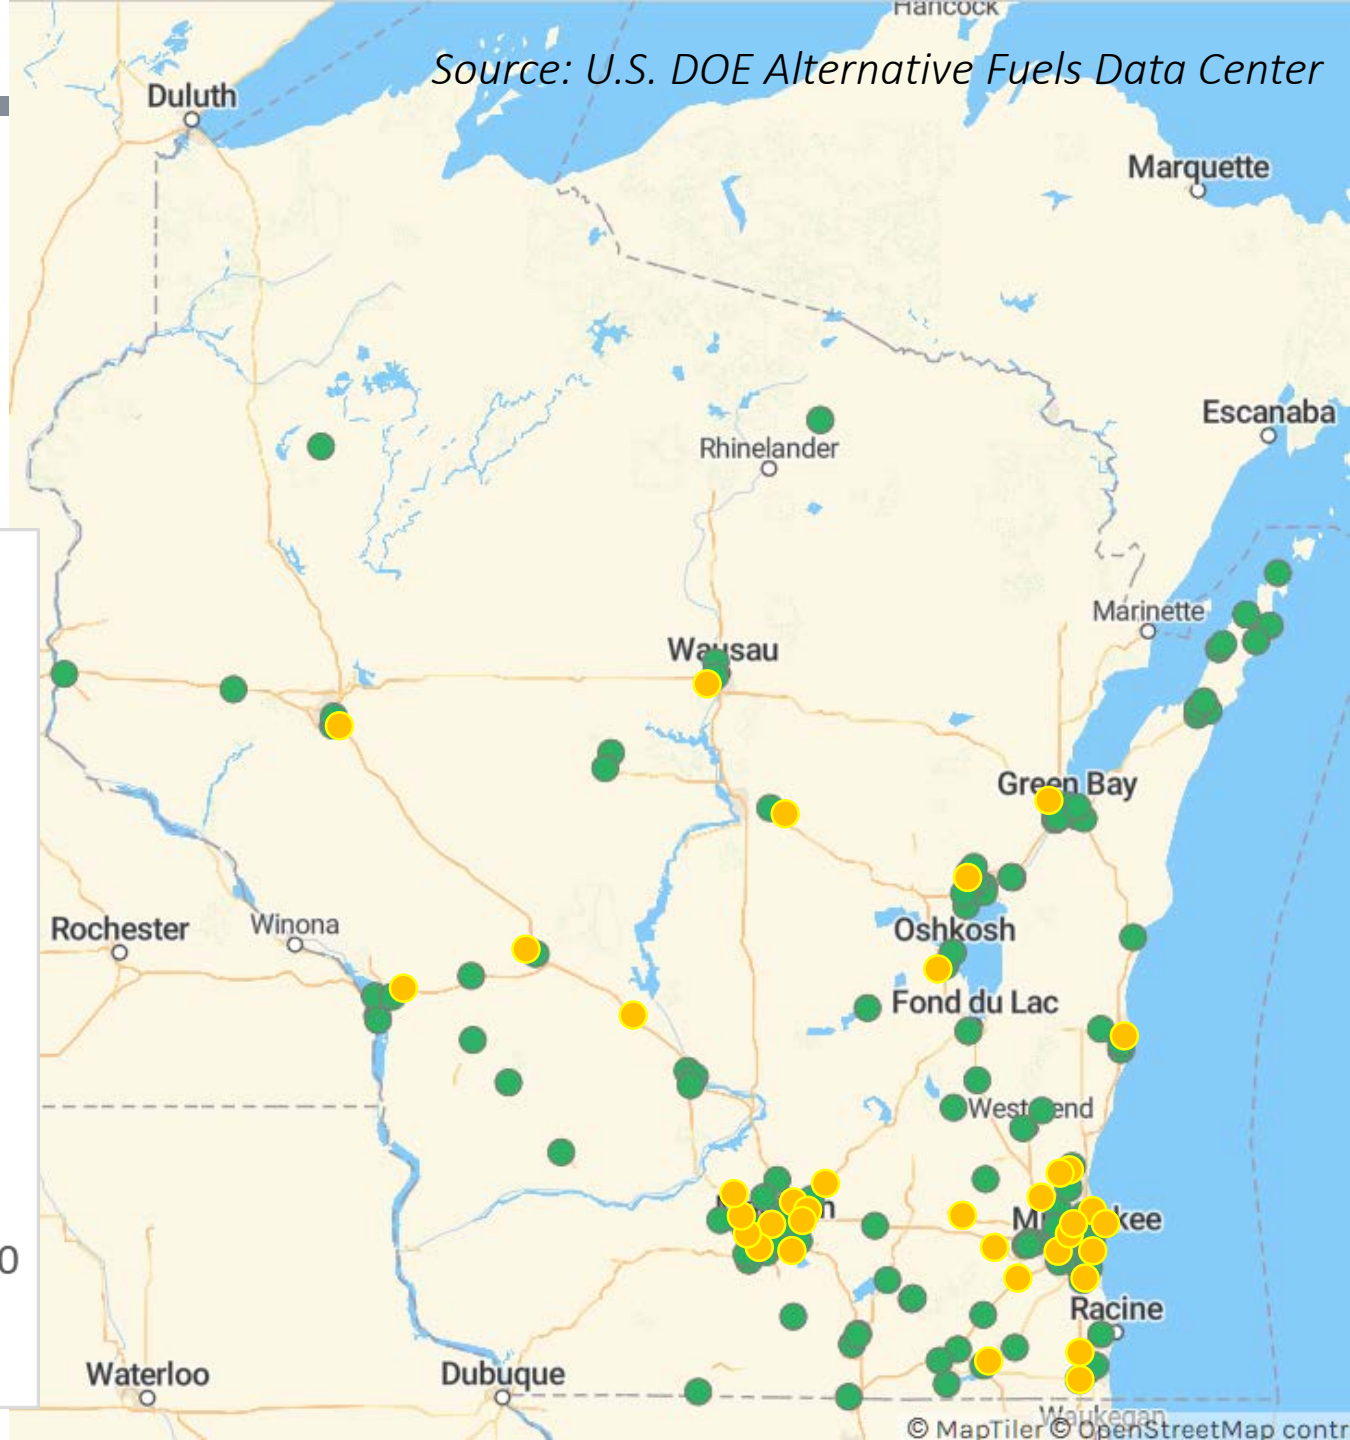 Hancock
Source: U.S. DOE Alternative Fuels Data Center
Duluth
Marquette
Escanaba
Rhinelander
Marinette
Wausau
Green Bay
Rochester
Winona
Oshkosh
Fond du Lac
West Bend
Milwaukee
0
Racine
Waterloo
Dubuque
Waukegan
© MapTiler © OpenStreetMap contr